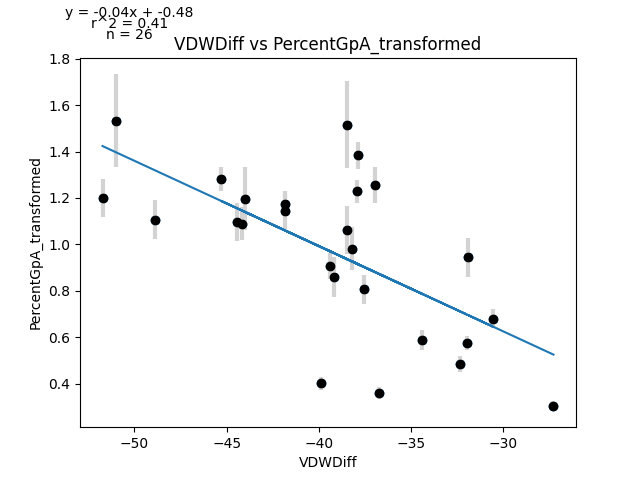 y = -0.04x + -0.48
r^2 = 0.41
n = 26
VDWDiff vs PercentGpA_transformed
PercentGpA_transformed
1.8
1.6
1.4
1.2
1.0
0.8
0.6
0.4
−50
−45
−40
−35
−30
VDWDiff